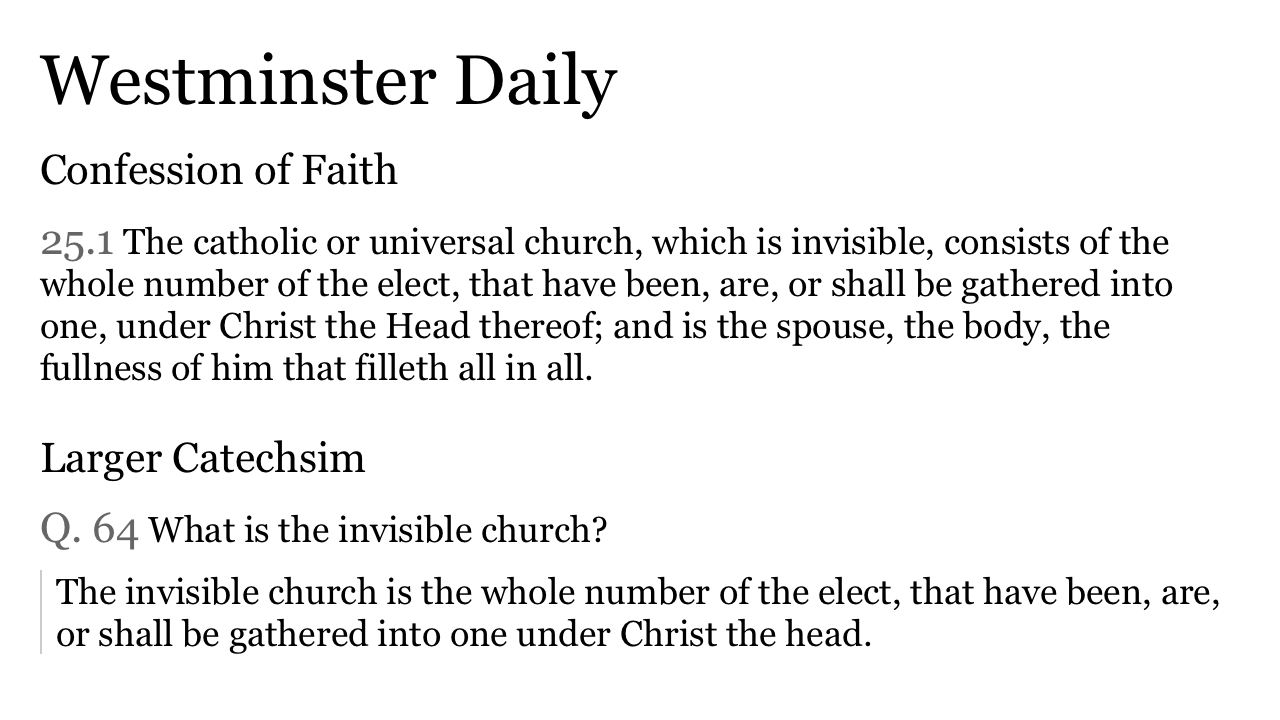 Westminster Daily
Confession of Faith
25.1 The catholic or universal church, which is invisible, consists of the
whole number of the elect, that have been, are, or shall be gathered into
one, under Christ the Head thereof; and is the spouse, the body, the
fullness of him that filleth all in all.
Larger Catechsim
Q. 64 What is the invisible church?
The invisible church is the whole number of the elect, that have been, are,
or shall be gathered into one under Christ the head.